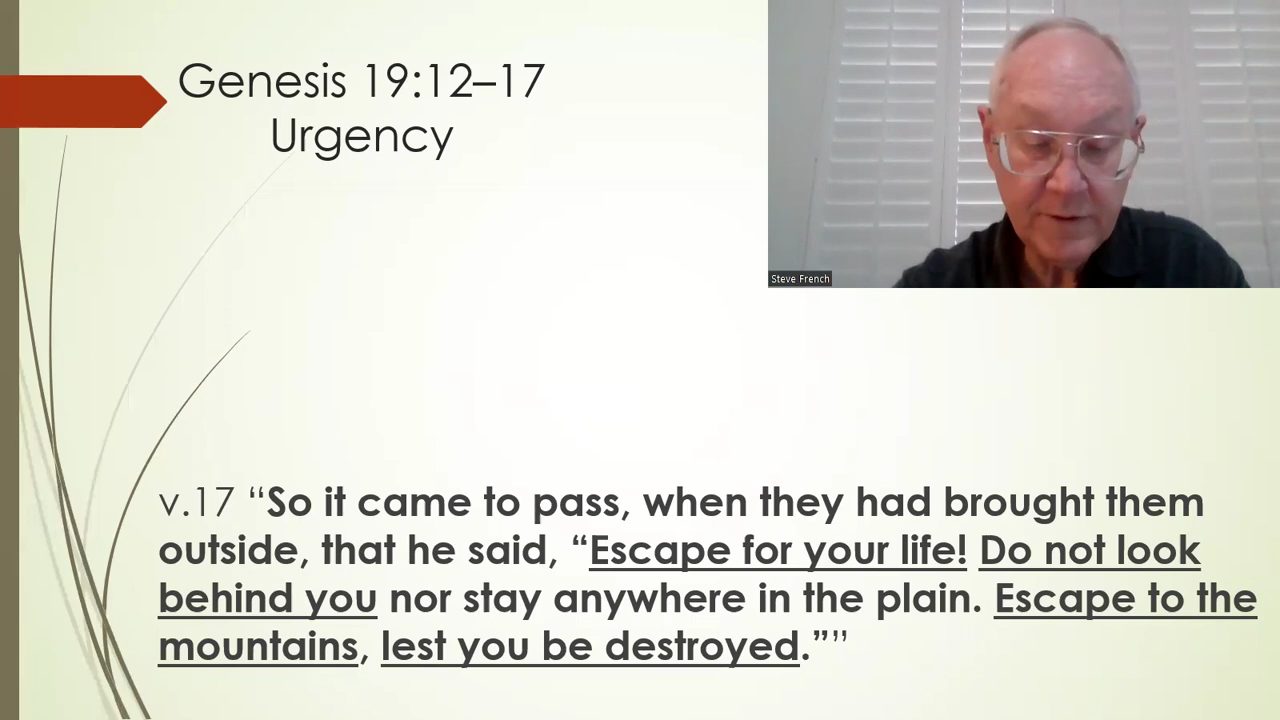 Genesis 19:12–17
Urgency
Steve French
v.17 “So it came to pass, when they had brought them
outside, that he said, “Escape for your life! Do not look
behind you nor stay anywhere in the plain. Escape to the
mountains, lest you be destroyed.””